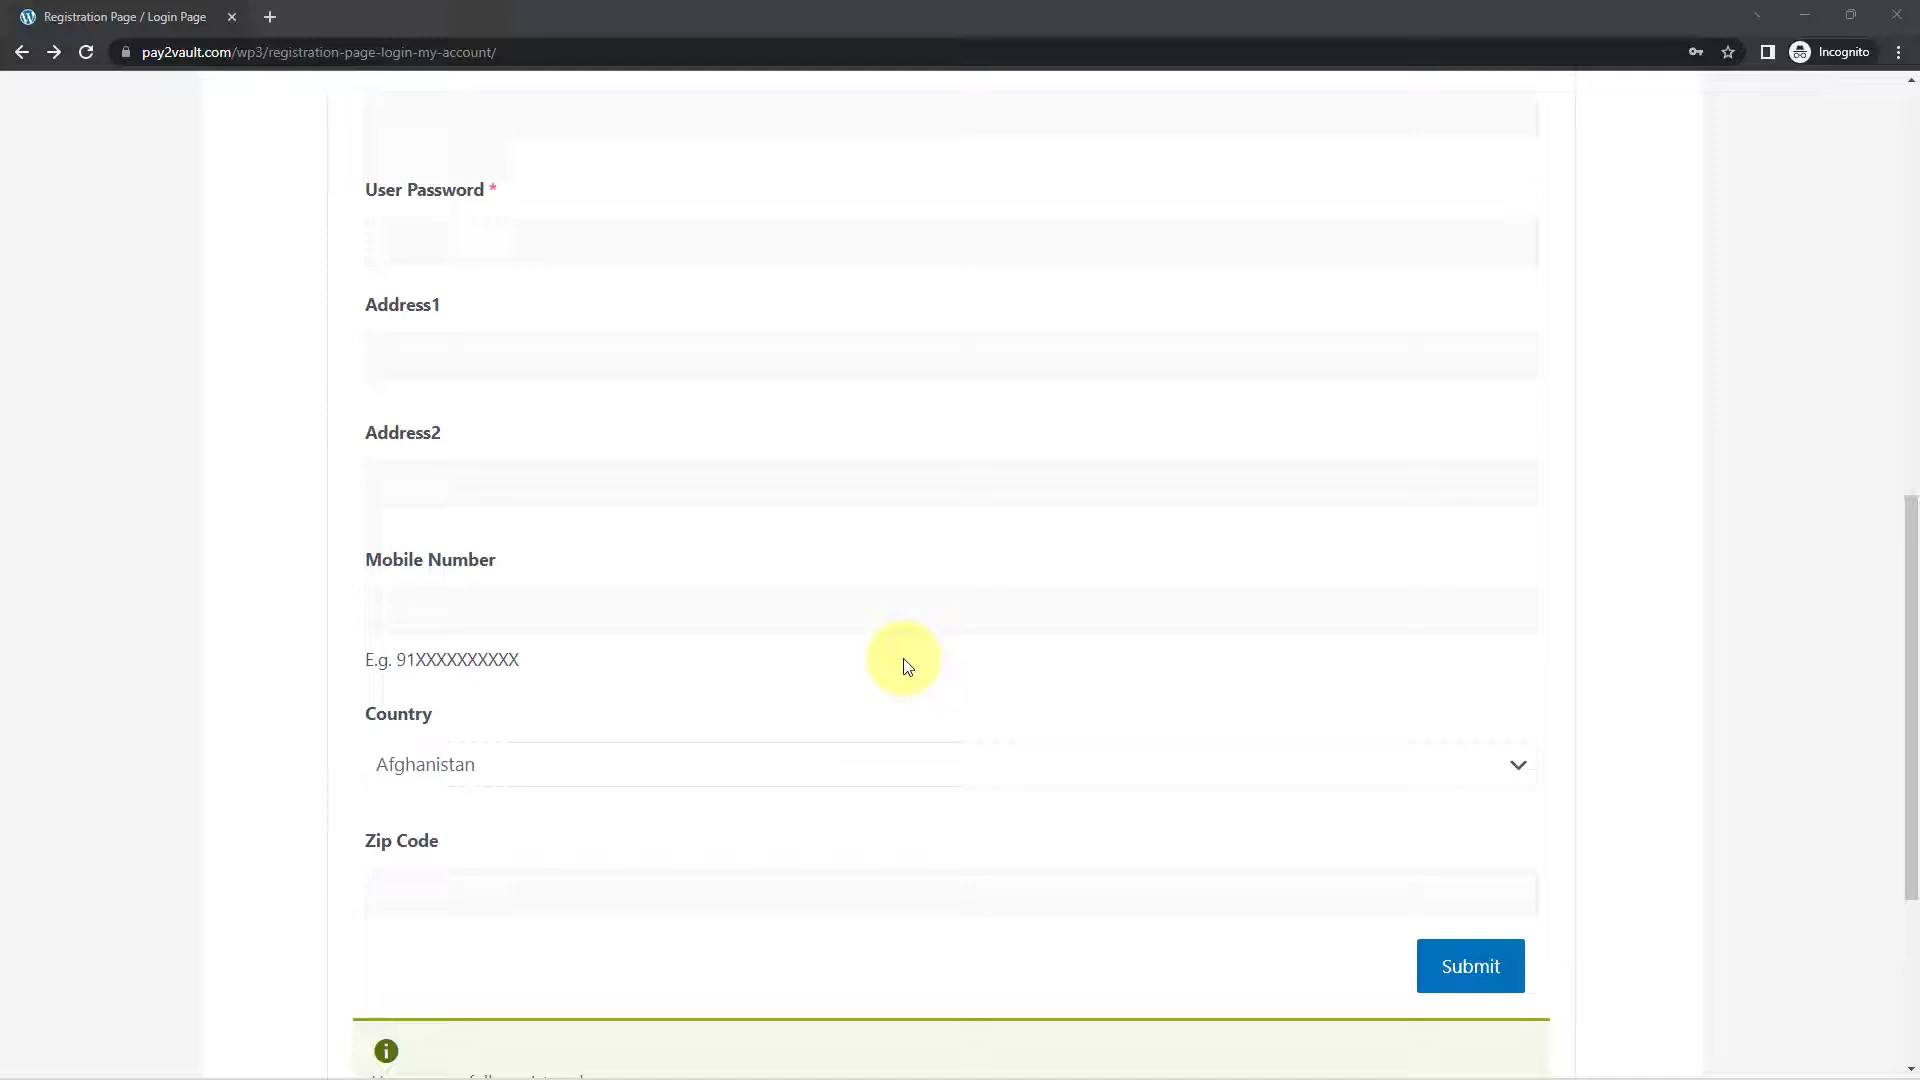 Registration Page / Login Page
pay2vault.com/wp3/registration-page-login-my-account/
Incognito
User Password *
Address1
Address2
Mobile Number
E.g. 91XXXXXXXXXX
Country
Afghanistan
Zip Code
Submit